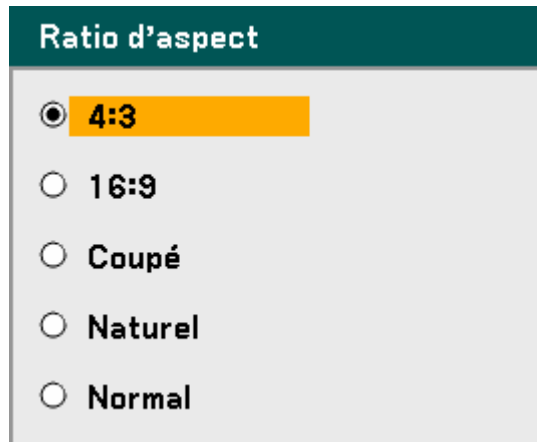 Ratio d'aspect
4:3
16:9
Coupé
Naturel
Normal